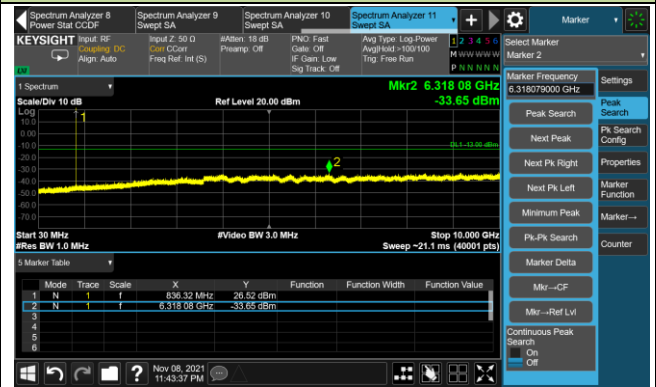 Spectrum Analyzer 8
Power Stat CCDF
Spectrum Analyzer 9
Swept SA
Spectrum Analyzer 10
Swept SA
Spectrum Analyzer 11
Swept SA
Marker
KEYSIGHT
Input: RF
Coupling: DC
Align: Auto
Input Z: 50 Ω
Corr CCorr
Freq Ref: Int (S)
#Atten: 18 dB
Preamp: Off
PNO: Fast
Gate: Off
IF Gain: Low
Sig Track: Off
Avg Type: Log-Power
Avg|Hold:>100/100
Trig: Free Run
1 2 3 4 5 6
M W W W W W
P N N N N N
LXI
1 Spectrum
Scale/Div 10 dB
Ref Level 20.00 dBm
Mkr2 6.318 08 GHz
-33.65 dBm
Log
10.0
0.00
-10.0
-20.0
-30.0
-40.0
-50.0
-60.0
-70.0
1
2
DL1 -13.00 dBm
Start 30 MHz
#Res BW 1.0 MHz
#Video BW 3.0 MHz
Stop 10.000 GHz
Sweep ~21.1 ms (40001 pts)
5 Marker Table
Mode Trace Scale X Y Function Function Width Function Value
1 N 1 f 836.32 MHz 26.52 dBm
2 N 1 f 6.318 08 GHz -33.65 dBm
3
4
5
6
Nov 08, 2021
11:43:37 PM
Select Marker
Marker 2
Marker Frequency
6.318079000 GHz
Peak Search
Next Peak
Next Pk Right
Next Pk Left
Minimum Peak
Pk-Pk Search
Marker Delta
Mkr→CF
Mkr→Ref Lvl
Continuous Peak
Search
On
Off
Settings
Peak
Search
Pk Search
Config
Properties
Marker
Function
Marker→
Counter